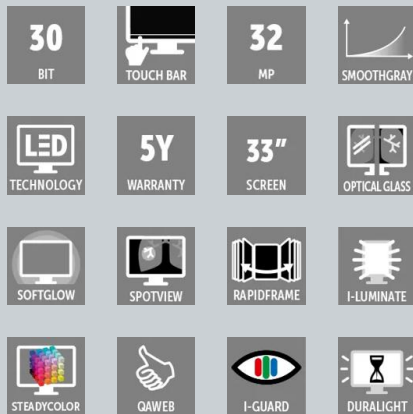 30
BIT
TOUCH BAR
32
MP
SMOOTHGRAY
LED
TECHNOLOGY
5Y
WARRANTY
33"
SCREEN
OPTICAL GLASS
SOFTGLOW
SPOTVIEW
RAPIDFRAME
I-LUMINATE
STEADYCOLOR
QAWEB
I-GUARD
DURALIGHT